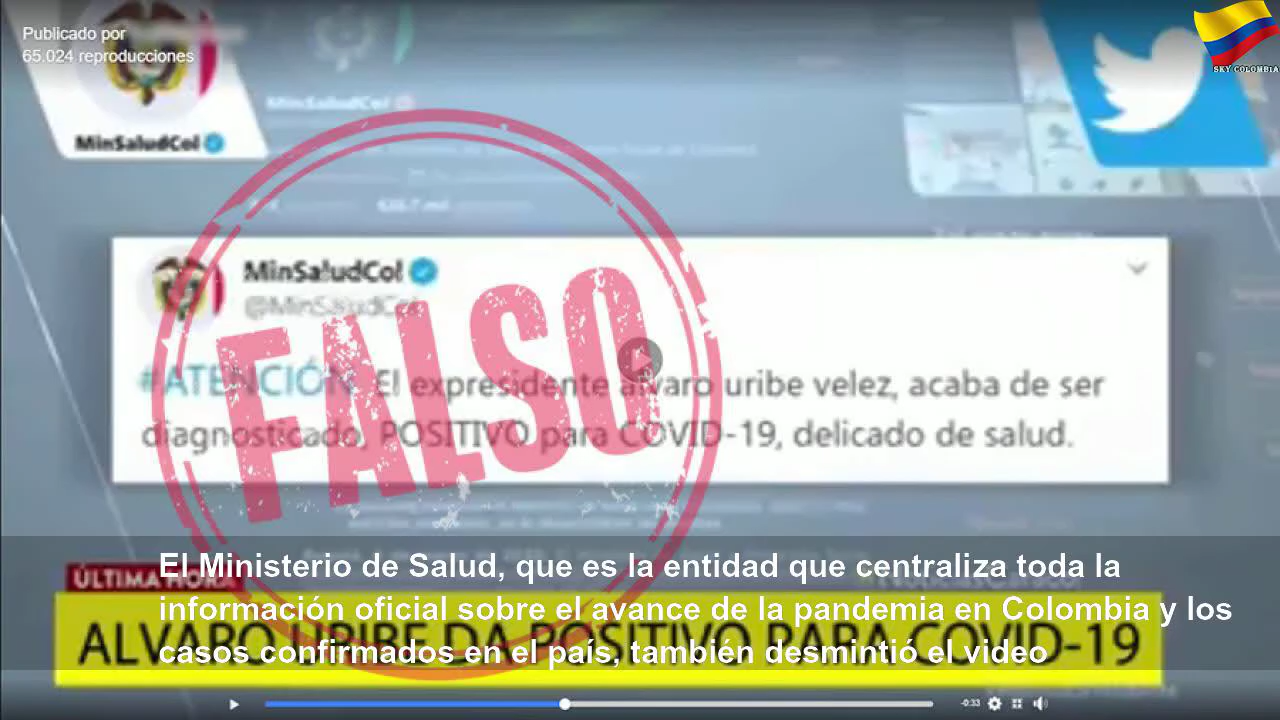 Publicado por
65.024 reproducciones
SKY COLOMBIA
MinSaludCol
MinSaludCol
MinSaludCol
@MinSaludCol
#ATENCIÓN El expresidente alvaro uribe velez, acaba de ser
diagnosticado, POSITIVO para COVID-19, delicado de salud.
FALSO
El Ministerio de Salud, que es la entidad que centraliza toda la
ÚLTIMA HORA
información oficial sobre el avance de la pandemia en Colombia y los
ALVARO URIBE DA POSITIVO PARA COVID-19
casos confirmados en el país, también desmintió el video
-0:33